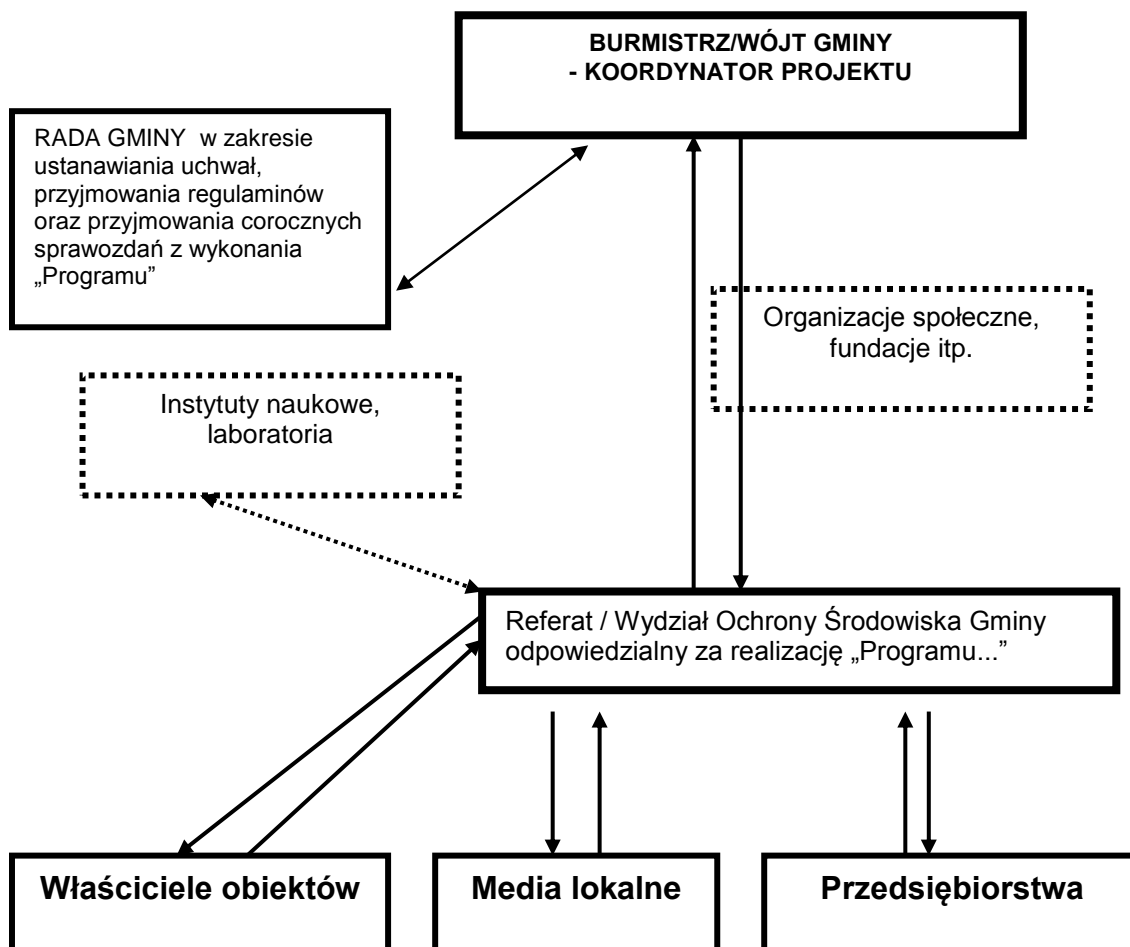 BURMISTRZ/WÓJT GMINY
- KOORDYNATOR PROJEKTU
RADA GMINY w zakresie
ustanawiania uchwał,
przyjmowania regulaminów
oraz przyjmowania corocznych
sprawozdań z wykonania
„Programu”
Organizacje społeczne,
fundacje itp.
Instytuty naukowe,
laboratoria
Referat / Wydział Ochrony Środowiska Gminy
odpowiedzialny za realizację „Programu...”
Właściciele obiektów
Media lokalne
Przedsiębiorstwa